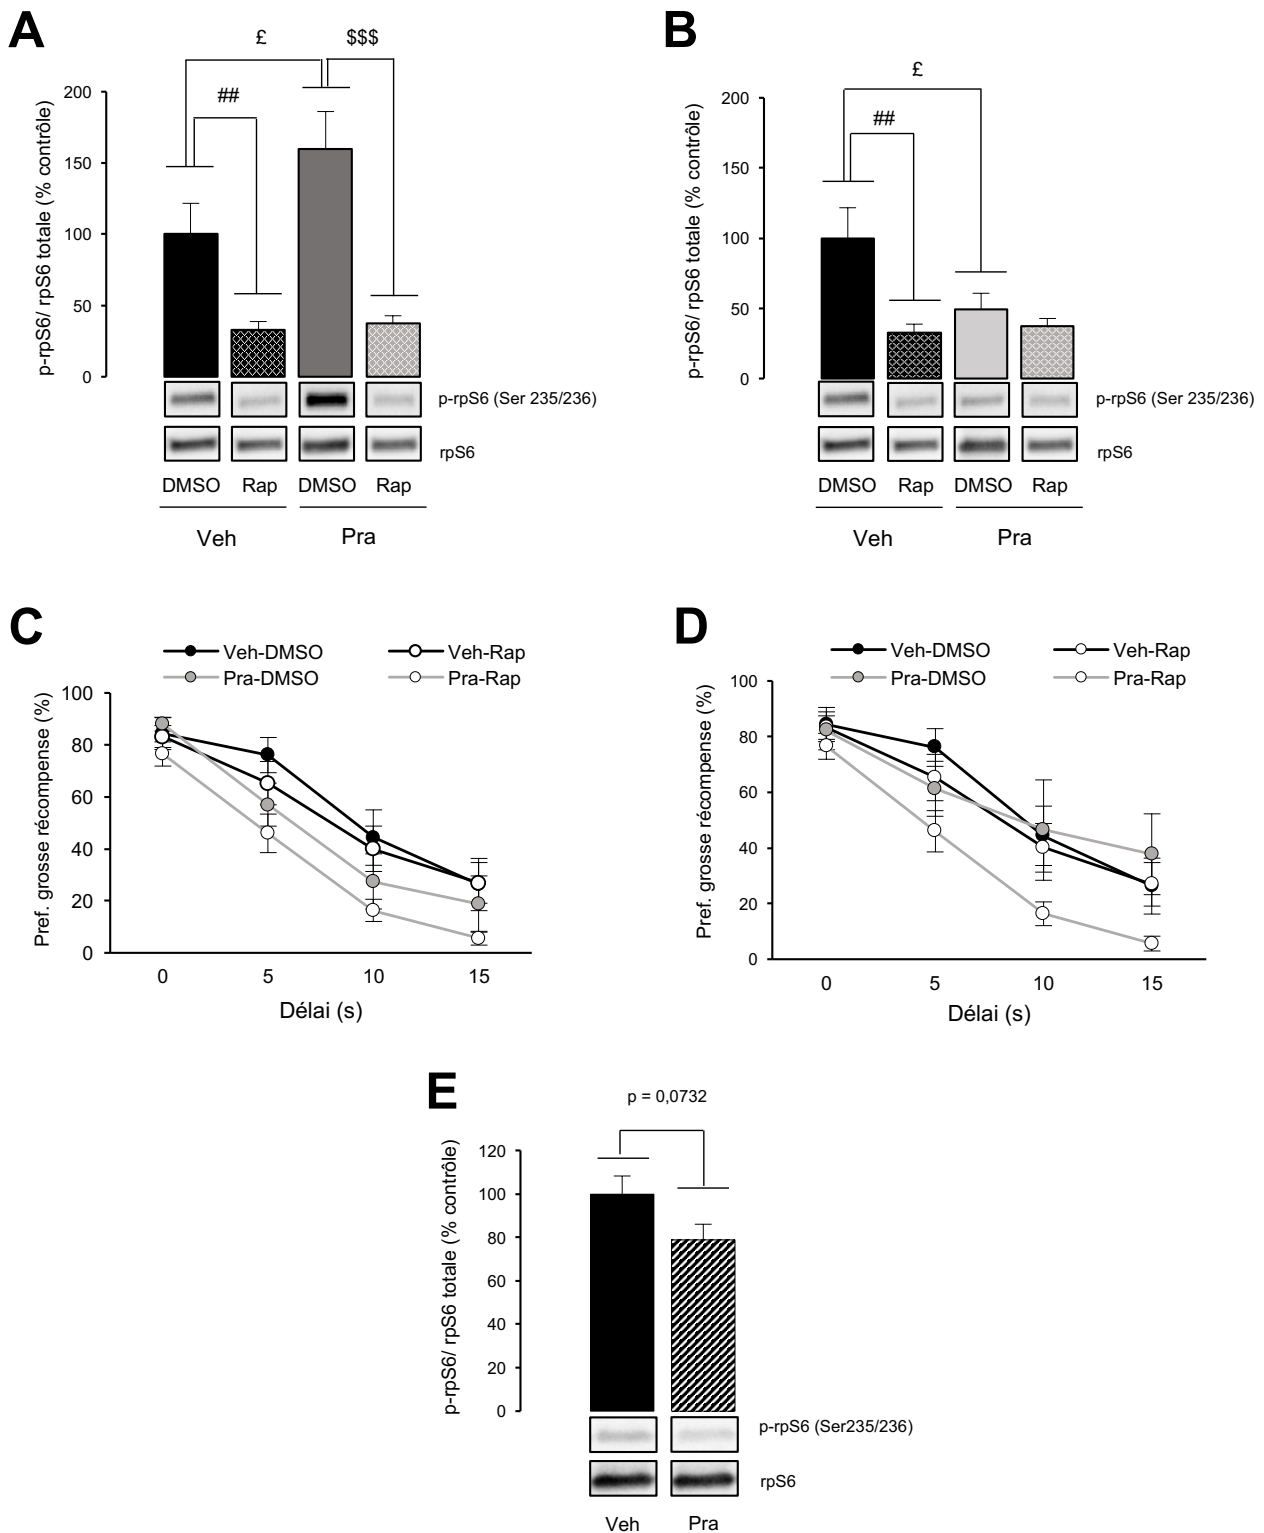 A
£ $$$
##
200
150
100
50
0
p-rpS6/ rpS6 totale (% contrôle)
p-rpS6 (Ser 235/236)
rpS6
DMSO Rap DMSO Rap
Veh Pra
B
£
##
200
150
100
50
0
p-rpS6/ rpS6 totale (% contrôle)
p-rpS6 (Ser 235/236)
rpS6
DMSO Rap DMSO Rap
Veh Pra
C
Veh-DMSO Veh-Rap
Pra-DMSO Pra-Rap
100
80
60
40
20
0
Pref. grosse récompense (%)
0 5 10 15
Délai (s)
D
Veh-DMSO Veh-Rap
Pra-DMSO Pra-Rap
100
80
60
40
20
0
Pref. grosse récompense (%)
0 5 10 15
Délai (s)
E
p = 0,0732
120
100
80
60
40
20
0
p-rpS6/ rpS6 totale (% contrôle)
p-rpS6 (Ser235/236)
rpS6
Veh Pra